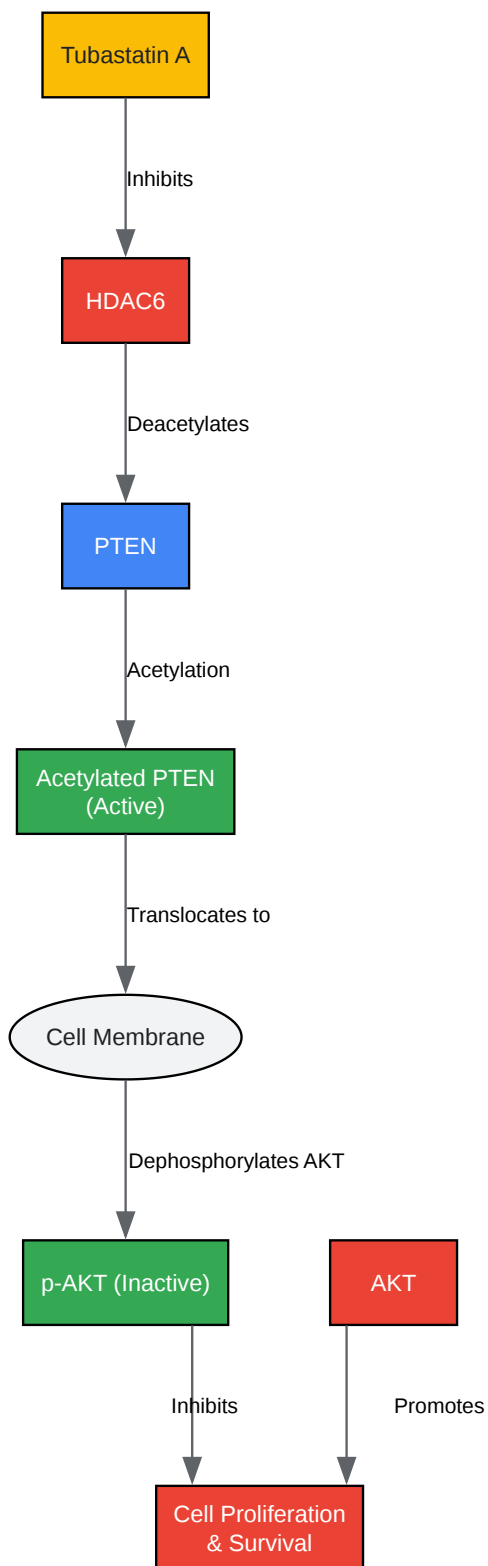 Tubastatin A
Inhibits
HDAC6
Deacetylates
PTEN
Acetylation
Acetylated PTEN
(Active)
Translocates to
Cell Membrane
Dephosphorylates AKT
p-AKT (Inactive)
AKT
Inhibits
Promotes
Cell Proliferation
& Survival